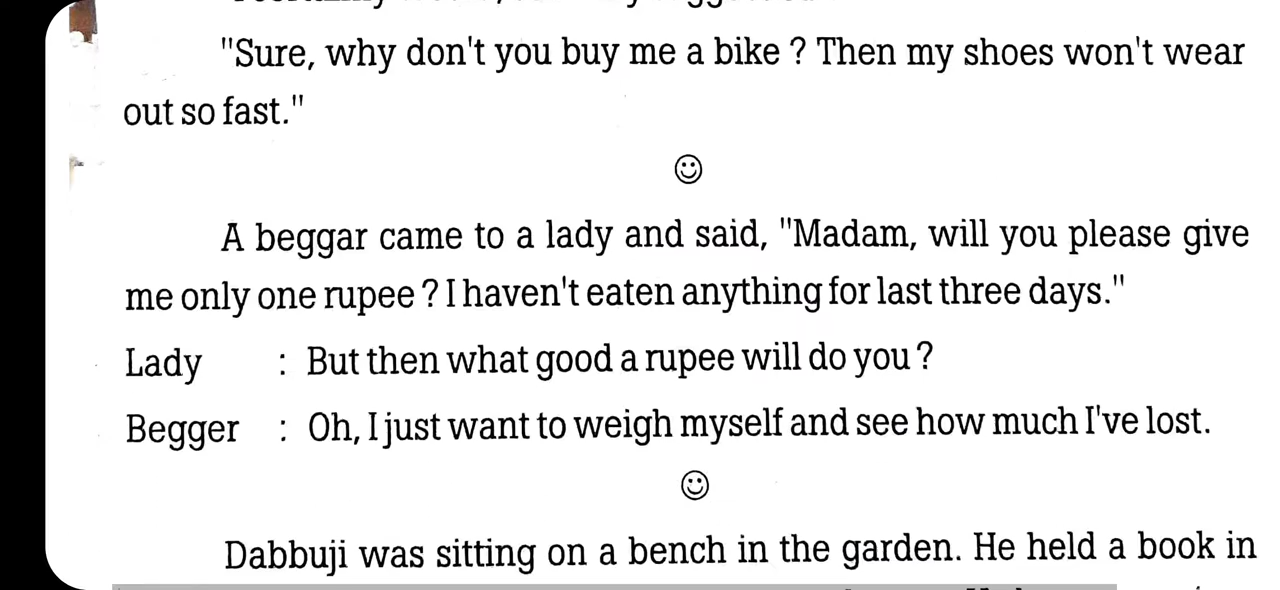 "Sure, why don't you buy me a bike ? Then my shoes won't wear
out so fast."
A beggar came to a lady and said, "Madam, will you please give
me only one rupee ? I haven't eaten anything for last three days."
Lady : But then what good a rupee will do you ?
Begger : Oh, I just want to weigh myself and see how much I've lost.
Dabbuji was sitting on a bench in the garden. He held a book in